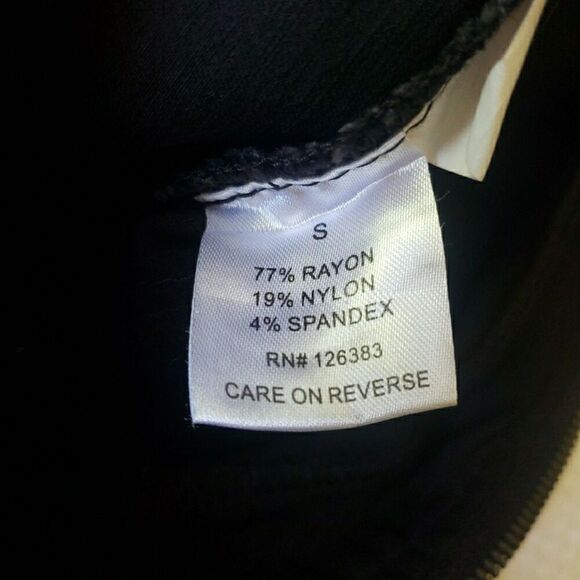 S
77% RAYON
19% NYLON
4% SPANDEX
RN# 126383
CARE ON REVERSE